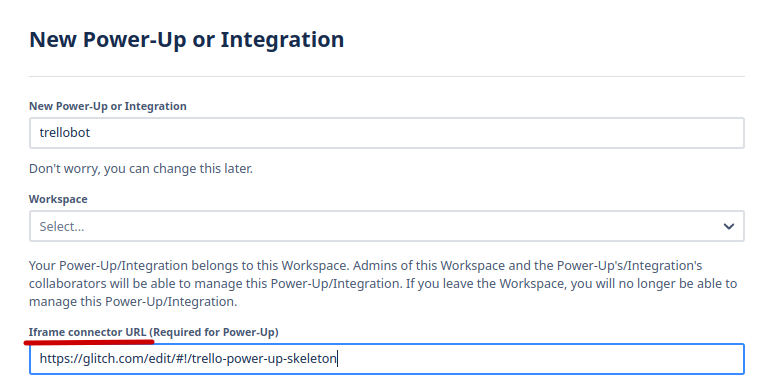 New Power-Up or Integration
New Power-Up or Integration
trellobot
Don't worry, you can change this later.
Workspace
Select...
Your Power-Up/Integration belongs to this Workspace. Admins of this Workspace and the Power-Up's/Integration's
collaborators will be able to manage this Power-Up/Integration. If you leave the Workspace, you will no longer be able to
manage this Power-Up/Integration.
Iframe connector URL (Required for Power-Up)
https://glitch.com/edit/#!/trello-power-up-skeleton